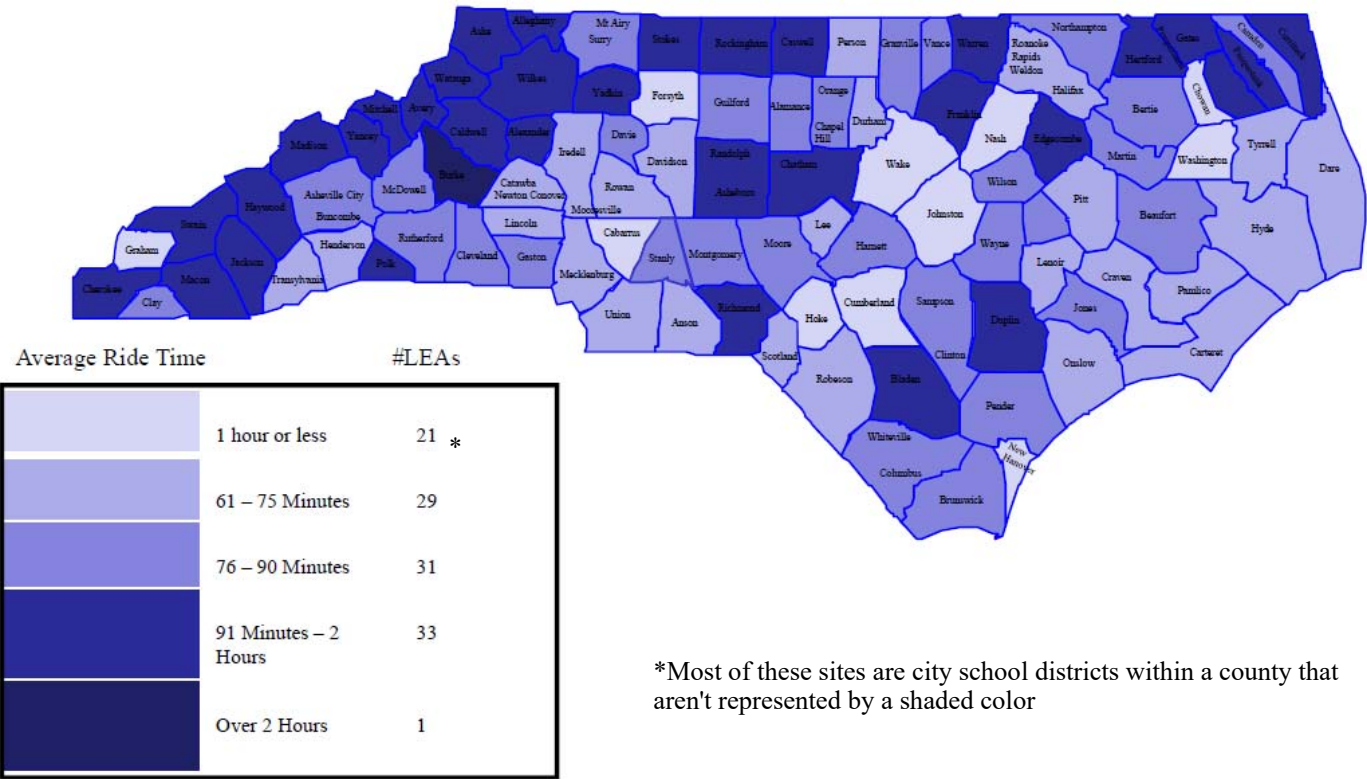 Ashe
Alleghany
Mt Airy
Surry
Stokes
Rockingham
Caswell
Person
Granville
Vance
Warren
Northampton
Roanoke
Rapids
Weldon
Halifax
Hertford
Gates
Camden
Currituck
Watauga
Wilkes
Yadkin
Forsyth
Guilford
Alamance
Orange
Chapel
Hill
Durham
Franklin
Nash
Edgecombe
Bertie
Chowan
Mitchell
Avery
Yancey
Caldwell
Alexander
Iredell
Davie
Davidson
Randolph
Asheboro
Chatham
Wake
Wilson
Martin
Washington
Tyrrell
Dare
Madison
Burke
McDowell
Catawba
Newton Conover
Rowan
Mooresville
Johnston
Pitt
Beaufort
Hyde
Haywood
Asheville City
Buncombe
Swain
Graham
Henderson
Rutherford
Polk
Cleveland
Lincoln
Gaston
Cabarrus
Stanly
Montgomery
Moore
Lee
Harnett
Wayne
Lenoir
Craven
Pamlico
Jones
Cherokee
Clay
Macon
Jackson
Transylvania
Mecklenburg
Union
Anson
Richmond
Hoke
Cumberland
Sampson
Clinton
Duplin
Onslow
Carteret
Scotland
Robeson
Bladen
Pender
Whiteville
Columbus
Brunswick
New
Hanover
Average Ride Time #LEAs
1 hour or less 21 *
61 – 75 Minutes 29
76 – 90 Minutes 31
91 Minutes – 2 33
Hours
Over 2 Hours 1
*Most of these sites are city school districts within a county that
aren't represented by a shaded color